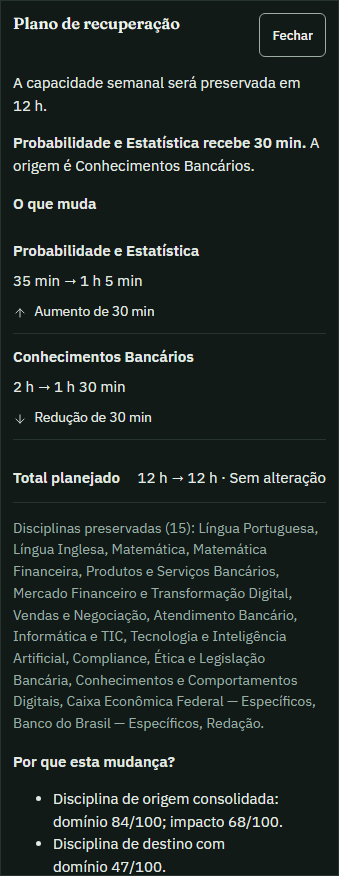 Plano de recuperação
Fechar
A capacidade semanal será preservada em
12 h.
Probabilidade e Estatística recebe 30 min. A
origem é Conhecimentos Bancários.
O que muda
Probabilidade e Estatística
35 min → 1 h 5 min
↑ Aumento de 30 min
Conhecimentos Bancários
2 h → 1 h 30 min
↓ Redução de 30 min
Total planejado 12 h → 12 h · Sem alteração
Disciplinas preservadas (15): Língua Portuguesa,
Língua Inglesa, Matemática, Matemática
Financeira, Produtos e Serviços Bancários,
Mercado Financeiro e Transformação Digital,
Vendas e Negociação, Atendimento Bancário,
Informática e TIC, Tecnologia e Inteligência
Artificial, Compliance, Ética e Legislação
Bancária, Conhecimentos e Comportamentos
Digitais, Caixa Econômica Federal — Específicos,
Banco do Brasil — Específicos, Redação.
Por que esta mudança?
• Disciplina de origem consolidada:
domínio 84/100; impacto 68/100.
• Disciplina de destino com
domínio 47/100.